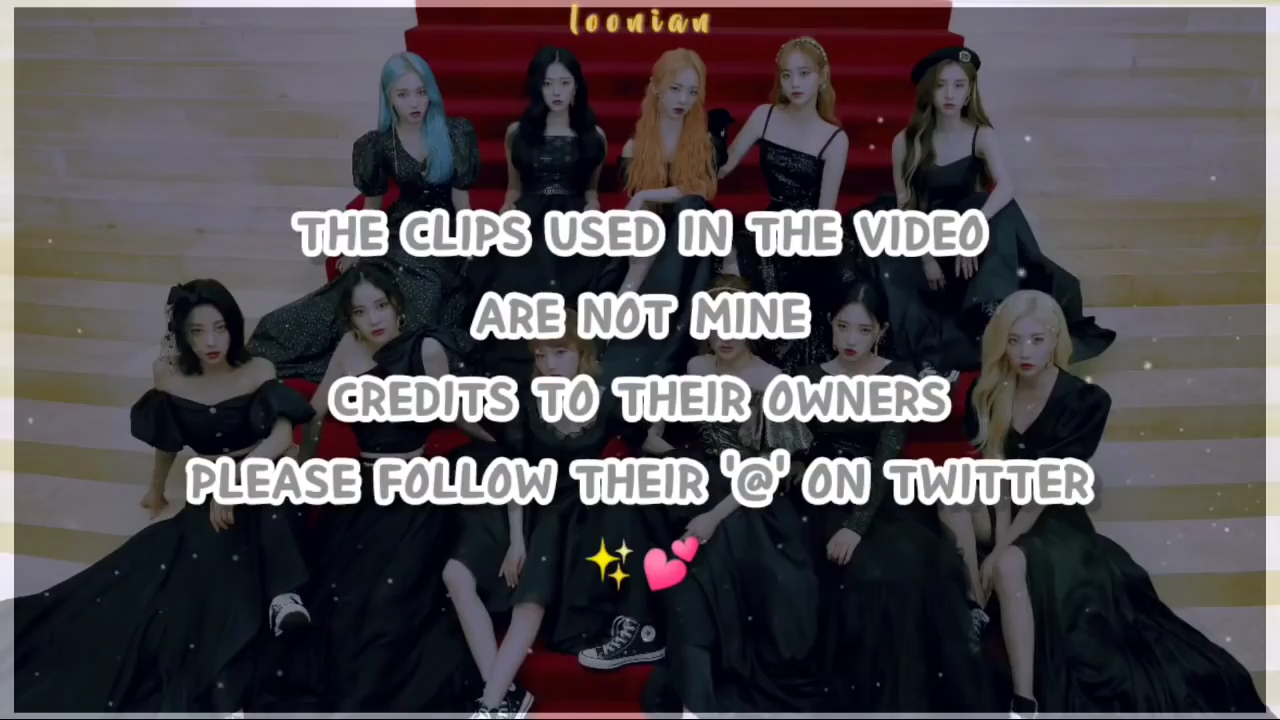 loonian
THE CLIPS USED IN THE VIDEO
ARE NOT MINE
CREDITS TO THEIR OWNERS
PLEASE FOLLOW THEIR '@' ON TWITTER
✨💕